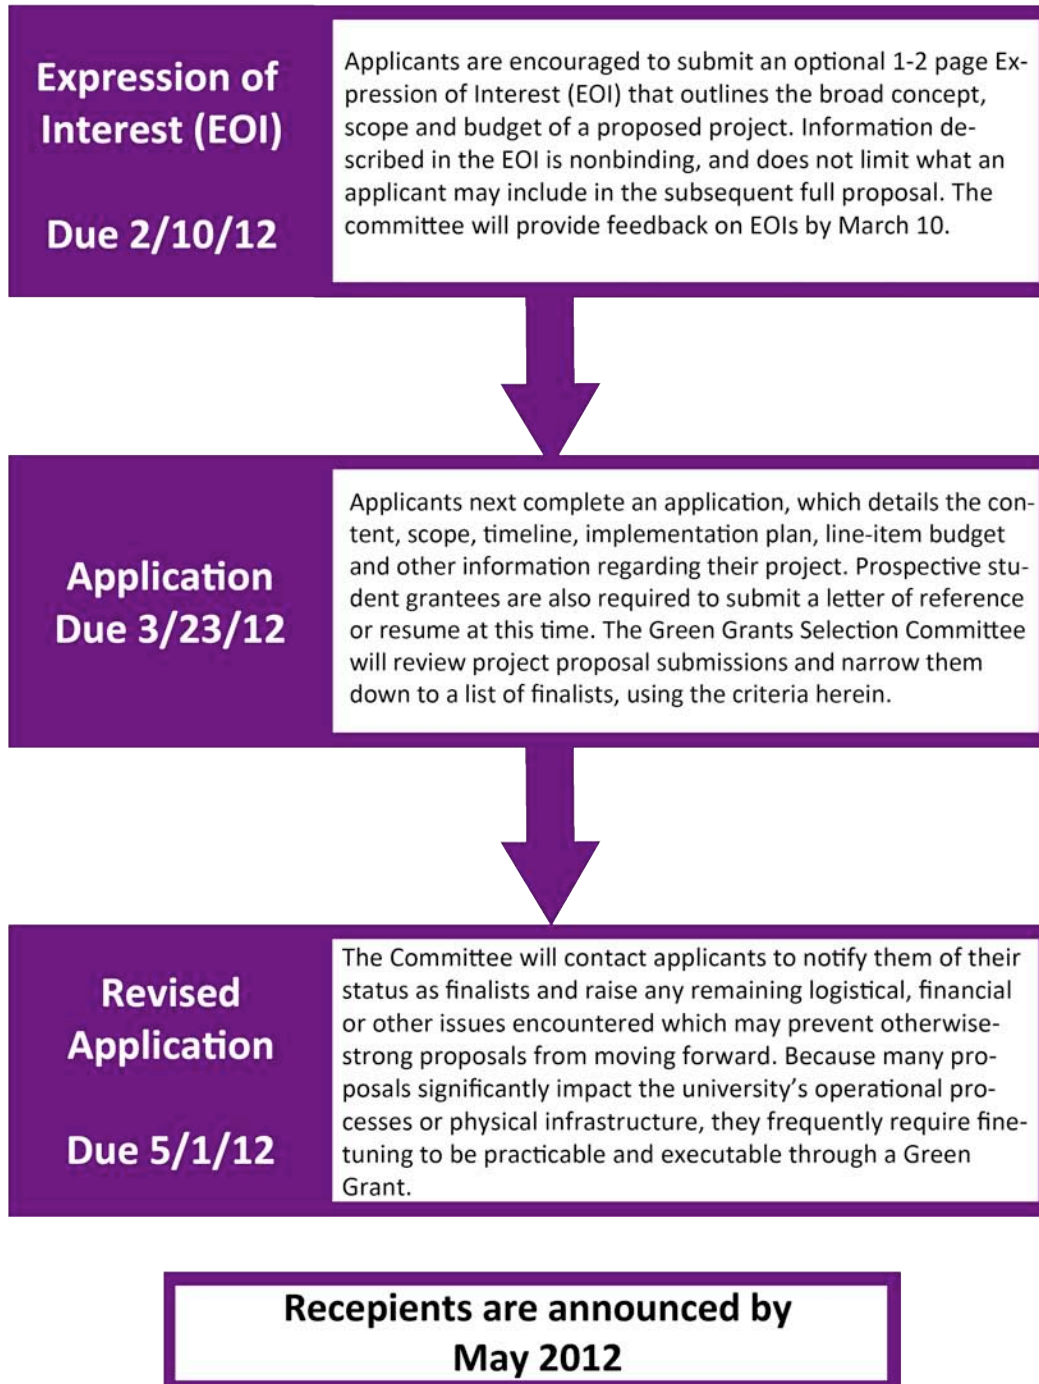 Expression of
Interest (EOI)
Due 2/10/12
Applicants are encouraged to submit an optional 1-2 page Ex-
pression of Interest (EOI) that outlines the broad concept,
scope and budget of a proposed project. Information de-
scribed in the EOI is nonbinding, and does not limit what an
applicant may include in the subsequent full proposal. The
committee will provide feedback on EOIs by March 10.
Application
Due 3/23/12
Applicants next complete an application, which details the con-
tent, scope, timeline, implementation plan, line-item budget
and other information regarding their project. Prospective stu-
dent grantees are also required to submit a letter of reference
or resume at this time. The Green Grants Selection Committee
will review project proposal submissions and narrow them
down to a list of finalists, using the criteria herein.
Revised
Application
Due 5/1/12
The Committee will contact applicants to notify them of their
status as finalists and raise any remaining logistical, financial
or other issues encountered which may prevent otherwise-
strong proposals from moving forward. Because many pro-
posals significantly impact the university’s operational pro-
cesses or physical infrastructure, they frequently require fine-
tuning to be practicable and executable through a Green
Grant.
Recepients are announced by
May 2012